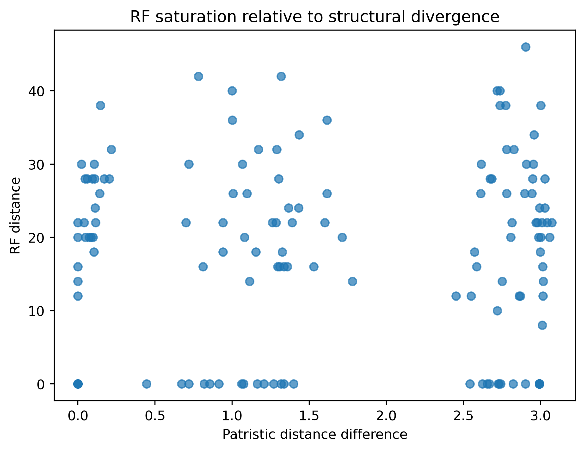 RF saturation relative to structural divergence
RF distance
40
30
20
10
0
0.0 0.5 1.0 1.5 2.0 2.5 3.0
Patristic distance difference